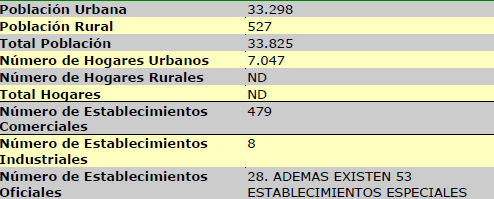 Población Urbana 33.298
Población Rural 527
Total Población 33.825
Número de Hogares Urbanos 7.047
Número de Hogares Rurales ND
Total Hogares ND
Número de Establecimientos 479
Comerciales
Número de Establecimientos 8
Industriales
Número de Establecimientos 28. ADEMAS EXISTEN 53
Oficiales ESTABLECIMIENTOS ESPECIALES